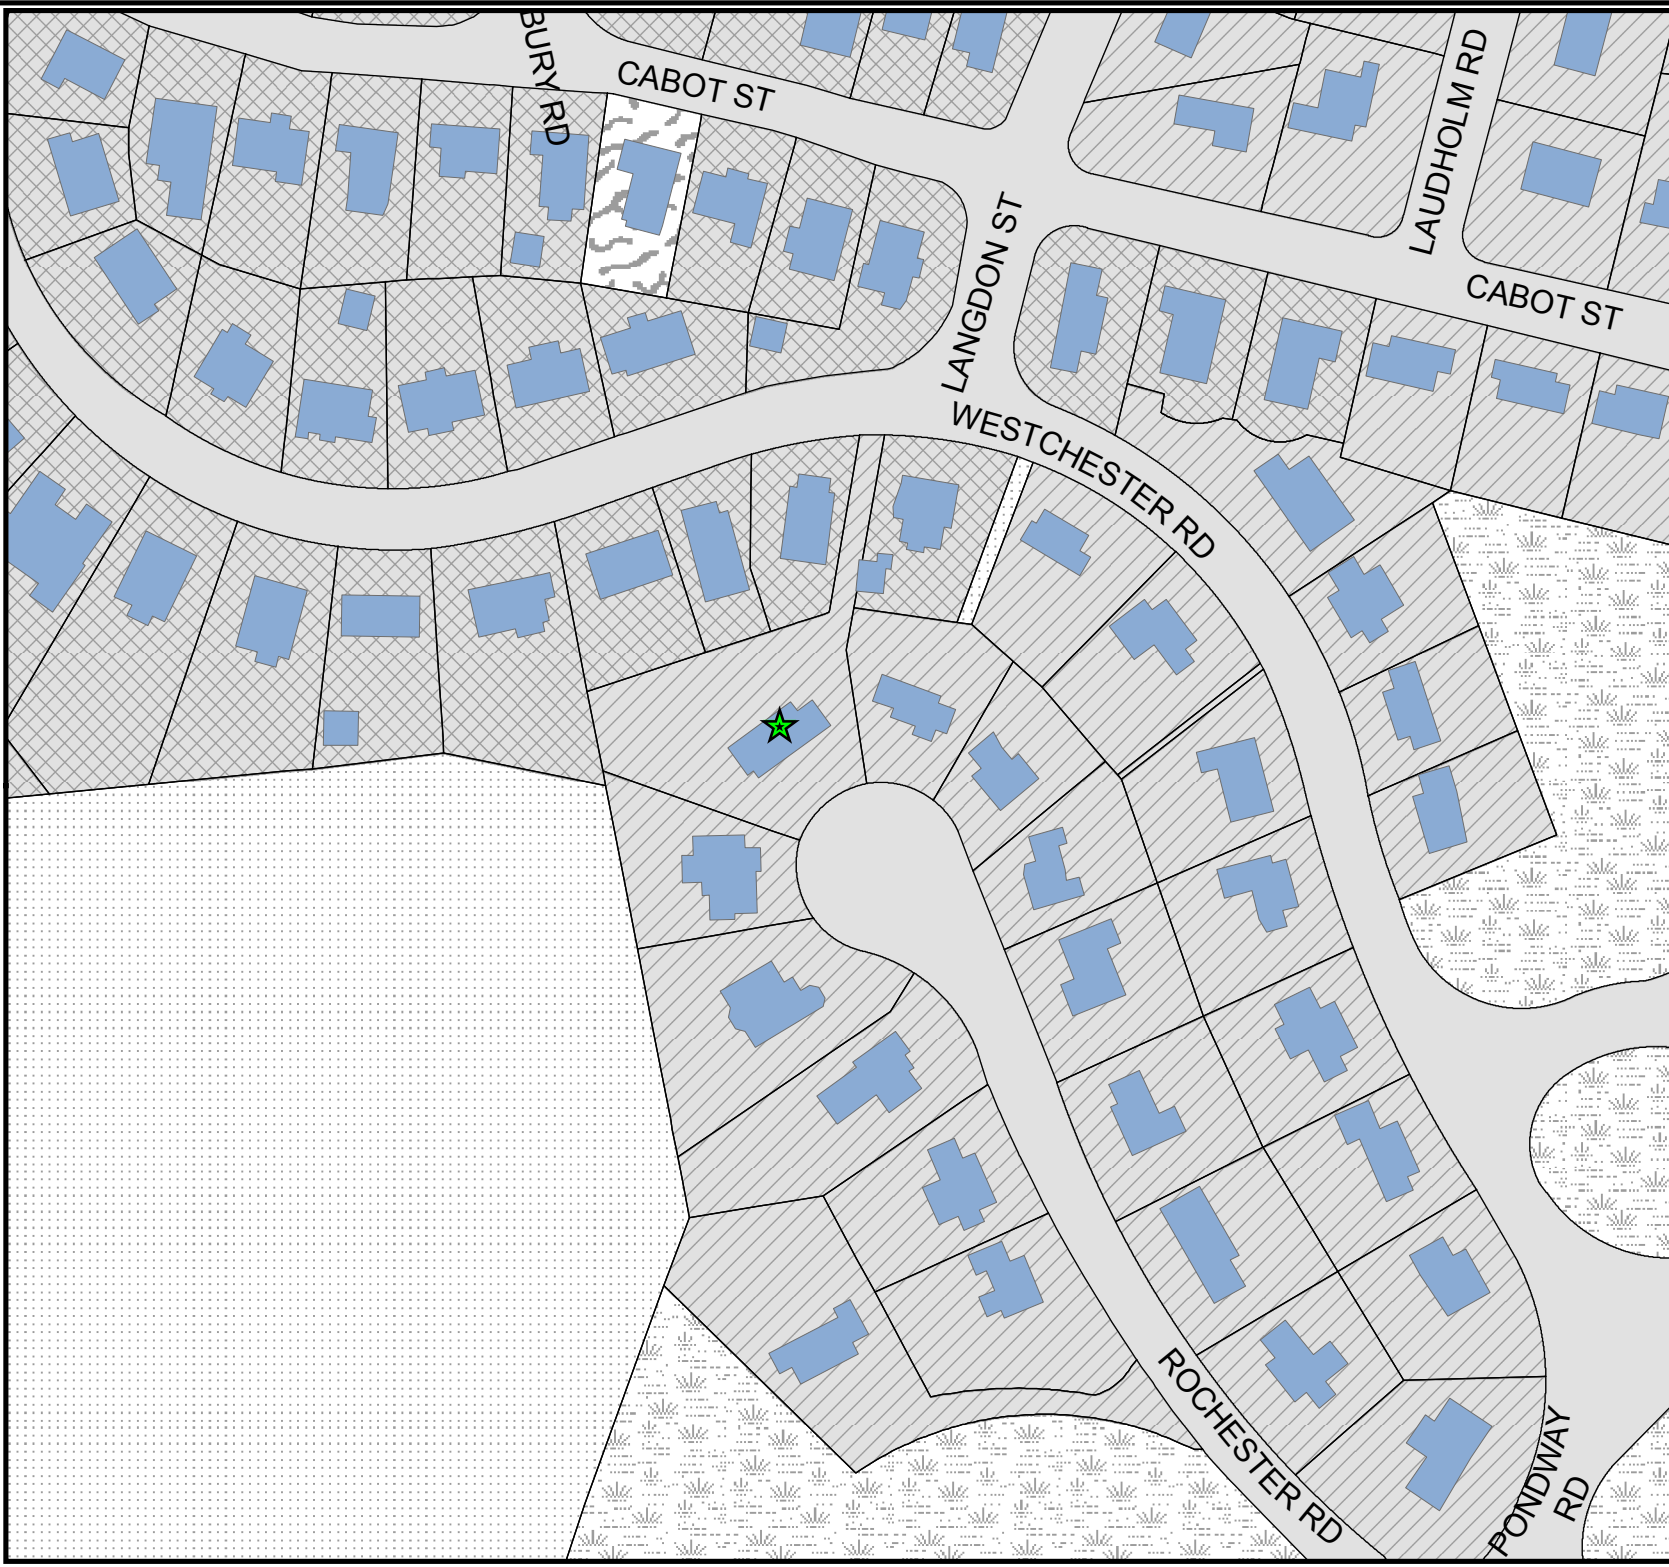 BURY RD
CABOT ST
LAUDHOLM RD
LANGDON ST
CABOT ST
WESTCHESTER RD
ROCHESTER RD
PONDWAY
RD